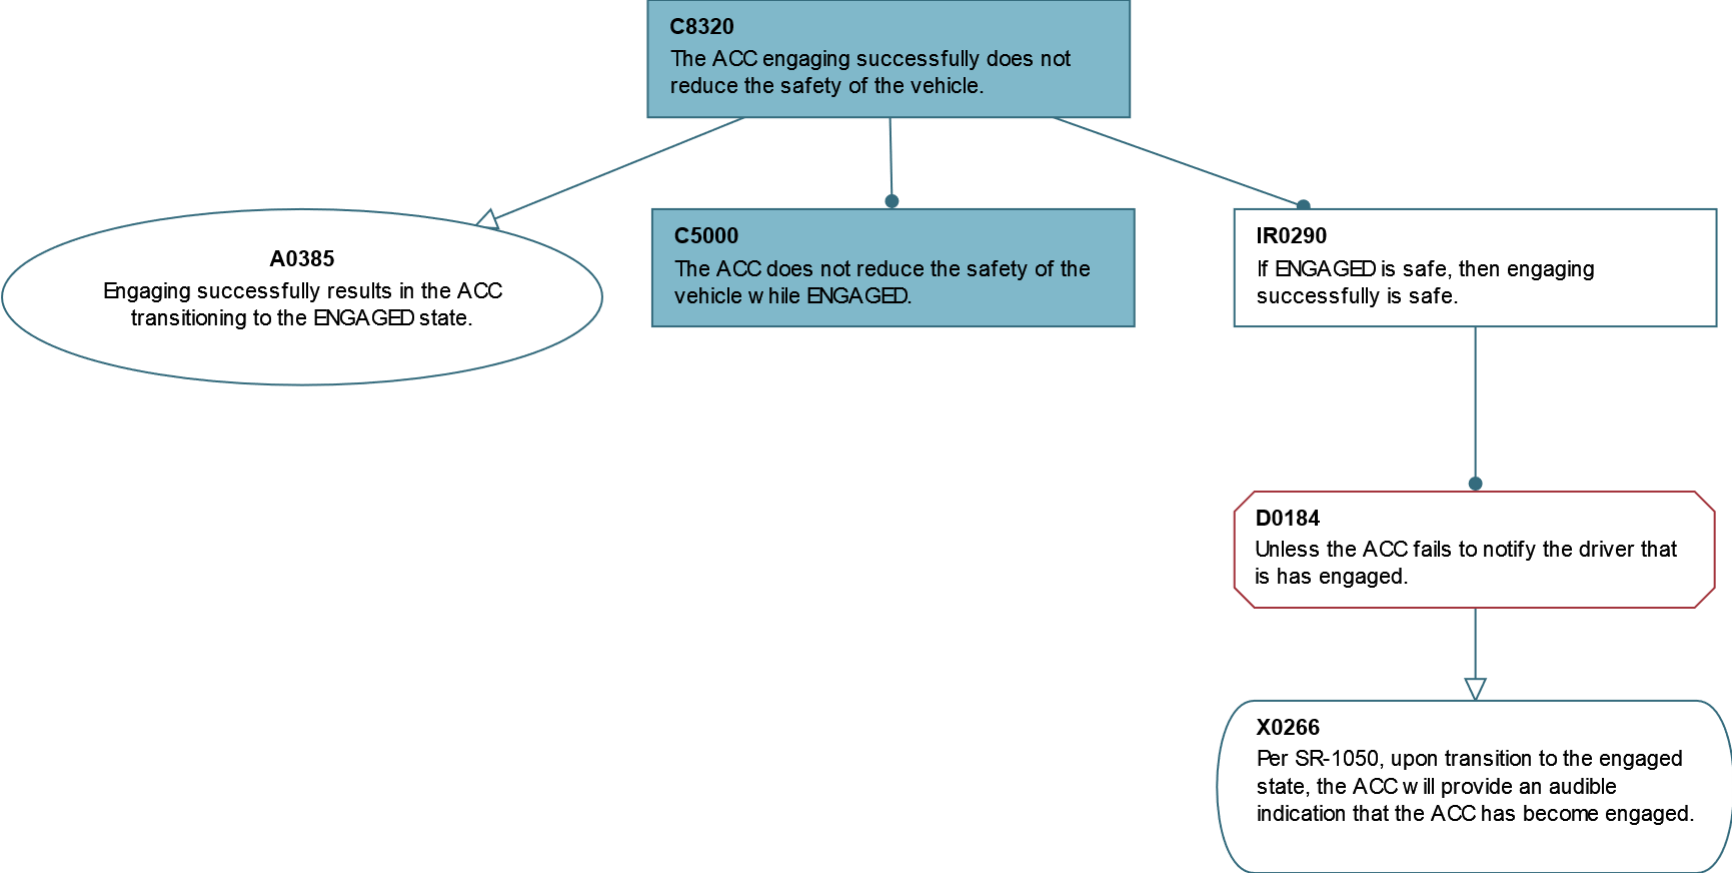 C8320
The ACC engaging successfully does not
reduce the safety of the vehicle.
A0385
Engaging successfully results in the ACC
transitioning to the ENGAGED state.
C5000
The ACC does not reduce the safety of the
vehicle while ENGAGED.
IR0290
If ENGAGED is safe, then engaging
successfully is safe.
D0184
Unless the ACC fails to notify the driver that
is has engaged.
X0266
Per SR-1050, upon transition to the engaged
state, the ACC will provide an audible
indication that the ACC has become engaged.